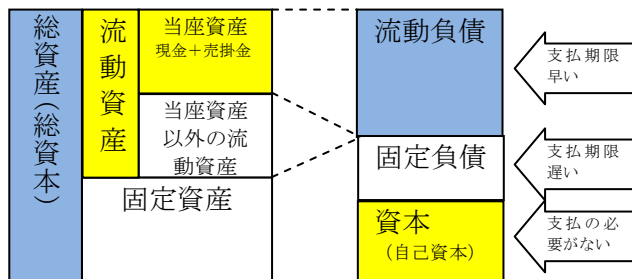 総資産(総資本)
流動資産
当座資産
現金＋売掛金
当座資産
以外の流
動資産
固定資産
流動負債
固定負債
資本
（自己資本）
支払期限
早い
支払期限
遅い
支払の必
要がない